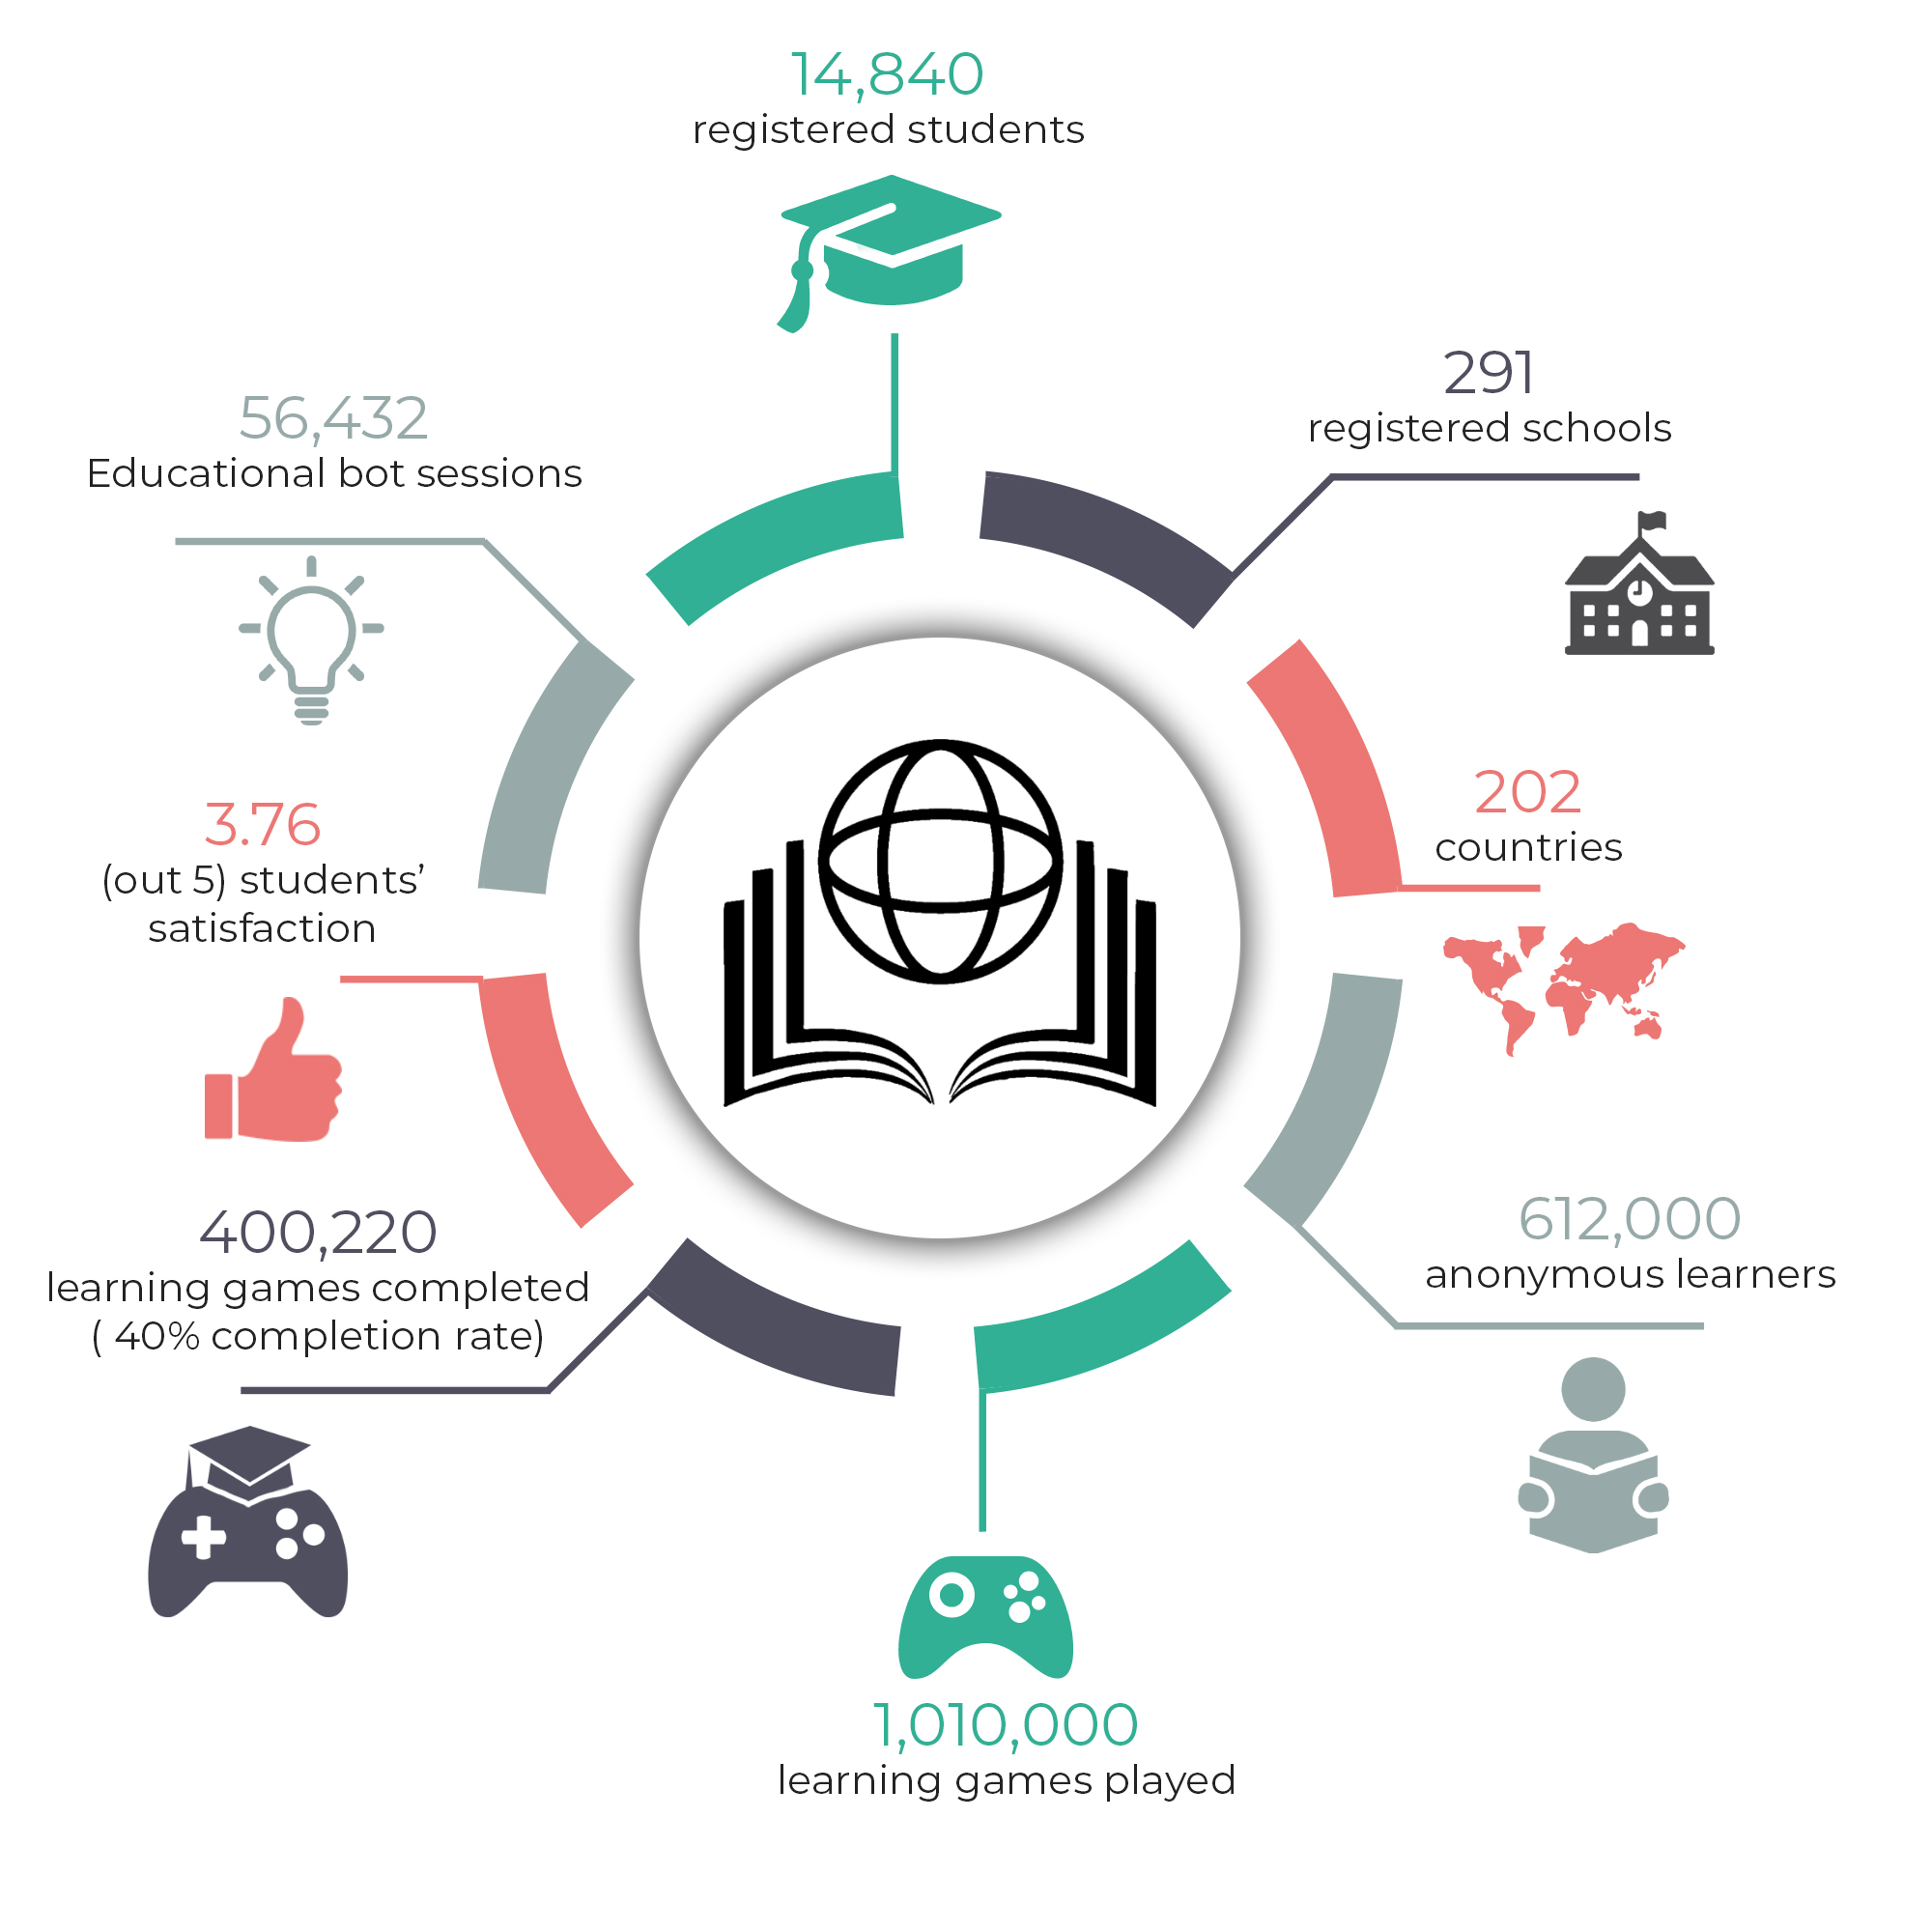 14,840
registered students
291
registered schools
202
countries
612,000
anonymous learners
1,010,000
learning games played
400,220
learning games completed
( 40% completion rate)
3.76
(out 5) students’
satisfaction
56,432
Educational bot sessions